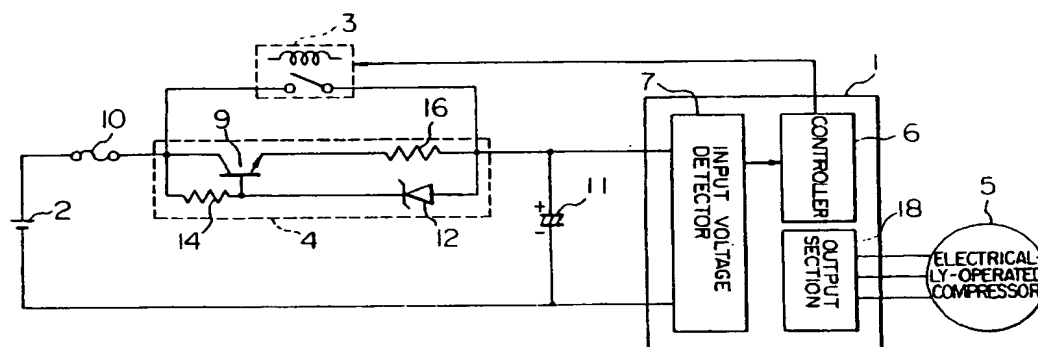 3
1
7
10
9
16
CONTROLLER
6
INPUT VOLTAGE
DETECTOR
2
+
-
11
5
14
4
12
18
OUTPUT
SECTION
ELECTRICAL-
LY-OPERATED
COMPRESSOR